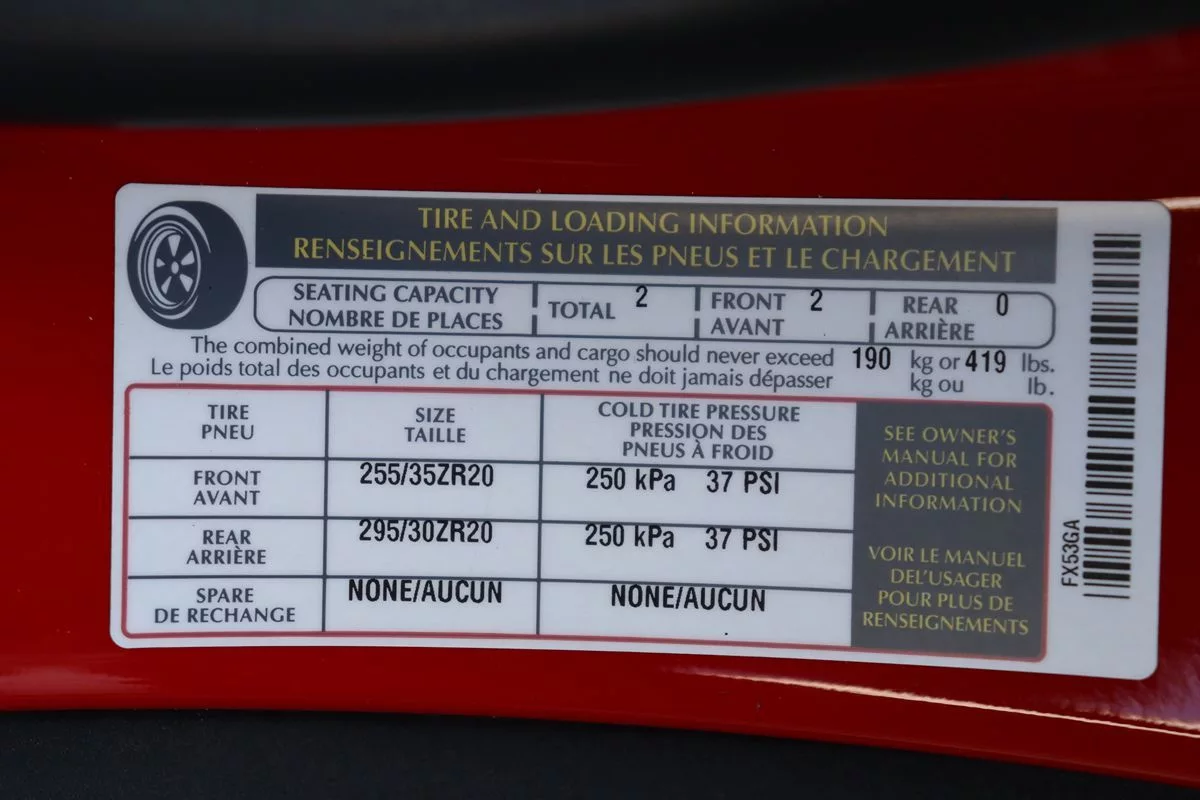 TIRE AND LOADING INFORMATION
RENSEIGNEMENTS SUR LES PNEUS ET LE CHARGEMENT
SEATING CAPACITY
NOMBRE DE PLACES
TOTAL 2
FRONT 2
AVANT
REAR 0
ARRIÈRE
The combined weight of occupants and cargo should never exceed 190 kg or 419 lbs.
Le poids total des occupants et du chargement ne doit jamais dépasser kg ou lb.
TIRE
PNEU
SIZE
TAILLE
COLD TIRE PRESSURE
PRESSION DES
PNEUS À FROID
FRONT
AVANT
255/35ZR20
250 kPa 37 PSI
REAR
ARRIÈRE
295/30ZR20
250 kPa 37 PSI
SPARE
DE RECHANGE
NONE/AUCUN
NONE/AUCUN
SEE OWNER'S
MANUAL FOR
ADDITIONAL
INFORMATION
VOIR LE MANUEL
DEL'USAGER
POUR PLUS DE
RENSEIGNEMENTS
FX53GA